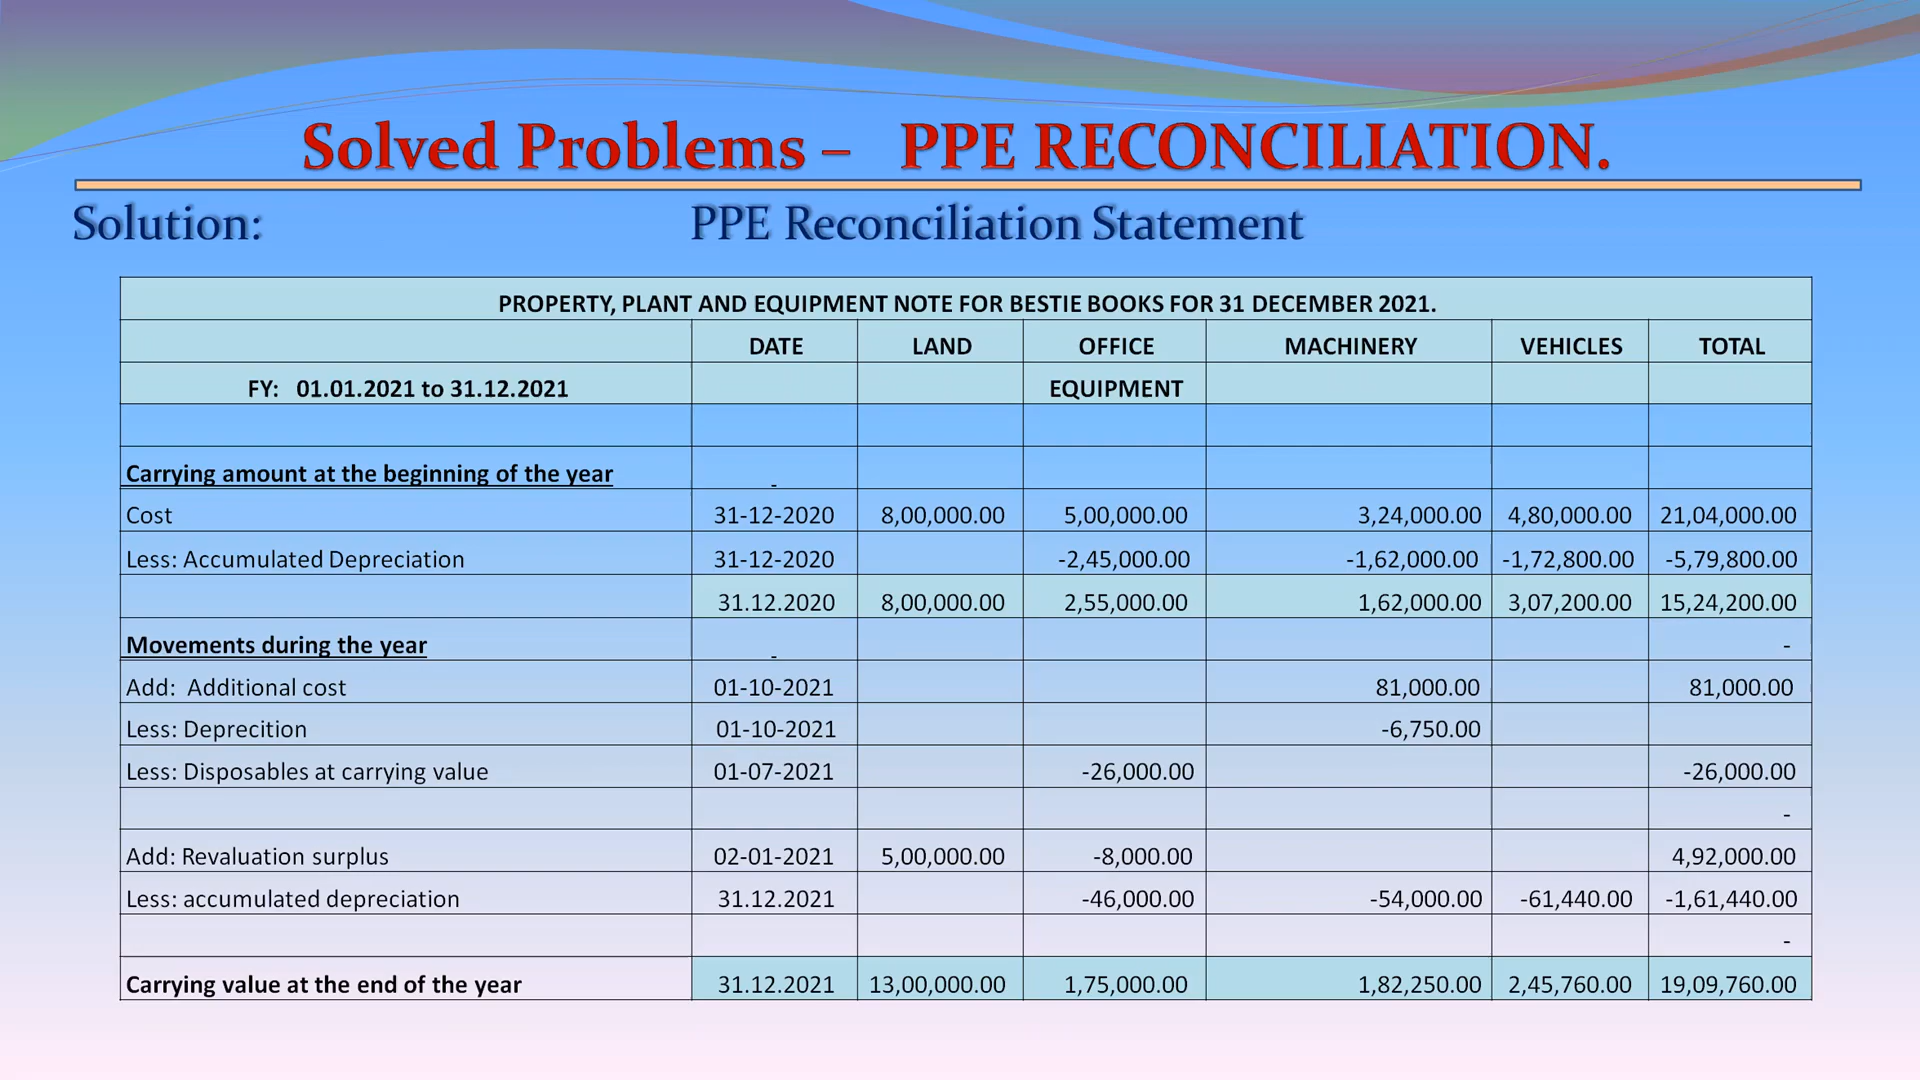 Solved Problems – PPE RECONCILIATION.
Solution: PPE Reconciliation Statement
PROPERTY, PLANT AND EQUIPMENT NOTE FOR BESTIE BOOKS FOR 31 DECEMBER 2021.
DATE LAND OFFICE MACHINERY VEHICLES TOTAL
FY: 01.01.2021 to 31.12.2021 EQUIPMENT
Carrying amount at the beginning of the year -
Cost 31-12-2020 8,00,000.00 5,00,000.00 3,24,000.00 4,80,000.00 21,04,000.00
Less: Accumulated Depreciation 31-12-2020 -2,45,000.00 -1,62,000.00 -1,72,800.00 -5,79,800.00
31.12.2020 8,00,000.00 2,55,000.00 1,62,000.00 3,07,200.00 15,24,200.00
Movements during the year - -
Add: Additional cost 01-10-2021 81,000.00 81,000.00
Less: Deprecition 01-10-2021 -6,750.00
Less: Disposables at carrying value 01-07-2021 -26,000.00 -26,000.00
-
Add: Revaluation surplus 02-01-2021 5,00,000.00 -8,000.00 4,92,000.00
Less: accumulated depreciation 31.12.2021 -46,000.00 -54,000.00 -61,440.00 -1,61,440.00
-
Carrying value at the end of the year 31.12.2021 13,00,000.00 1,75,000.00 1,82,250.00 2,45,760.00 19,09,760.00